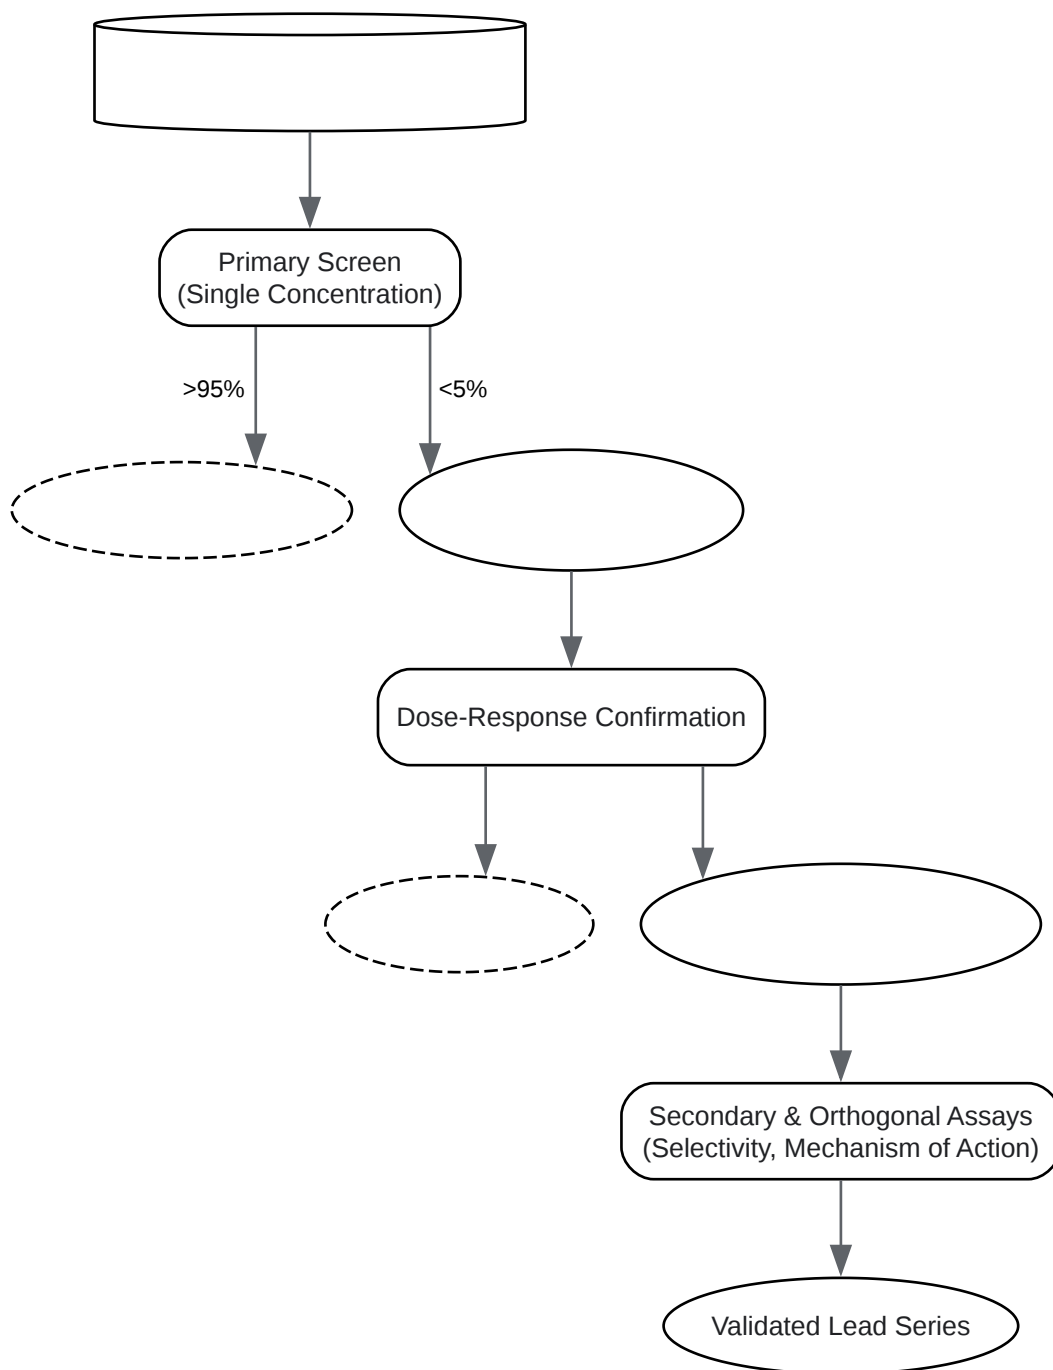 Primary Screen
(Single Concentration)
>95%
<5%
Dose-Response Confirmation
Secondary & Orthogonal Assays
(Selectivity, Mechanism of Action)
Validated Lead Series